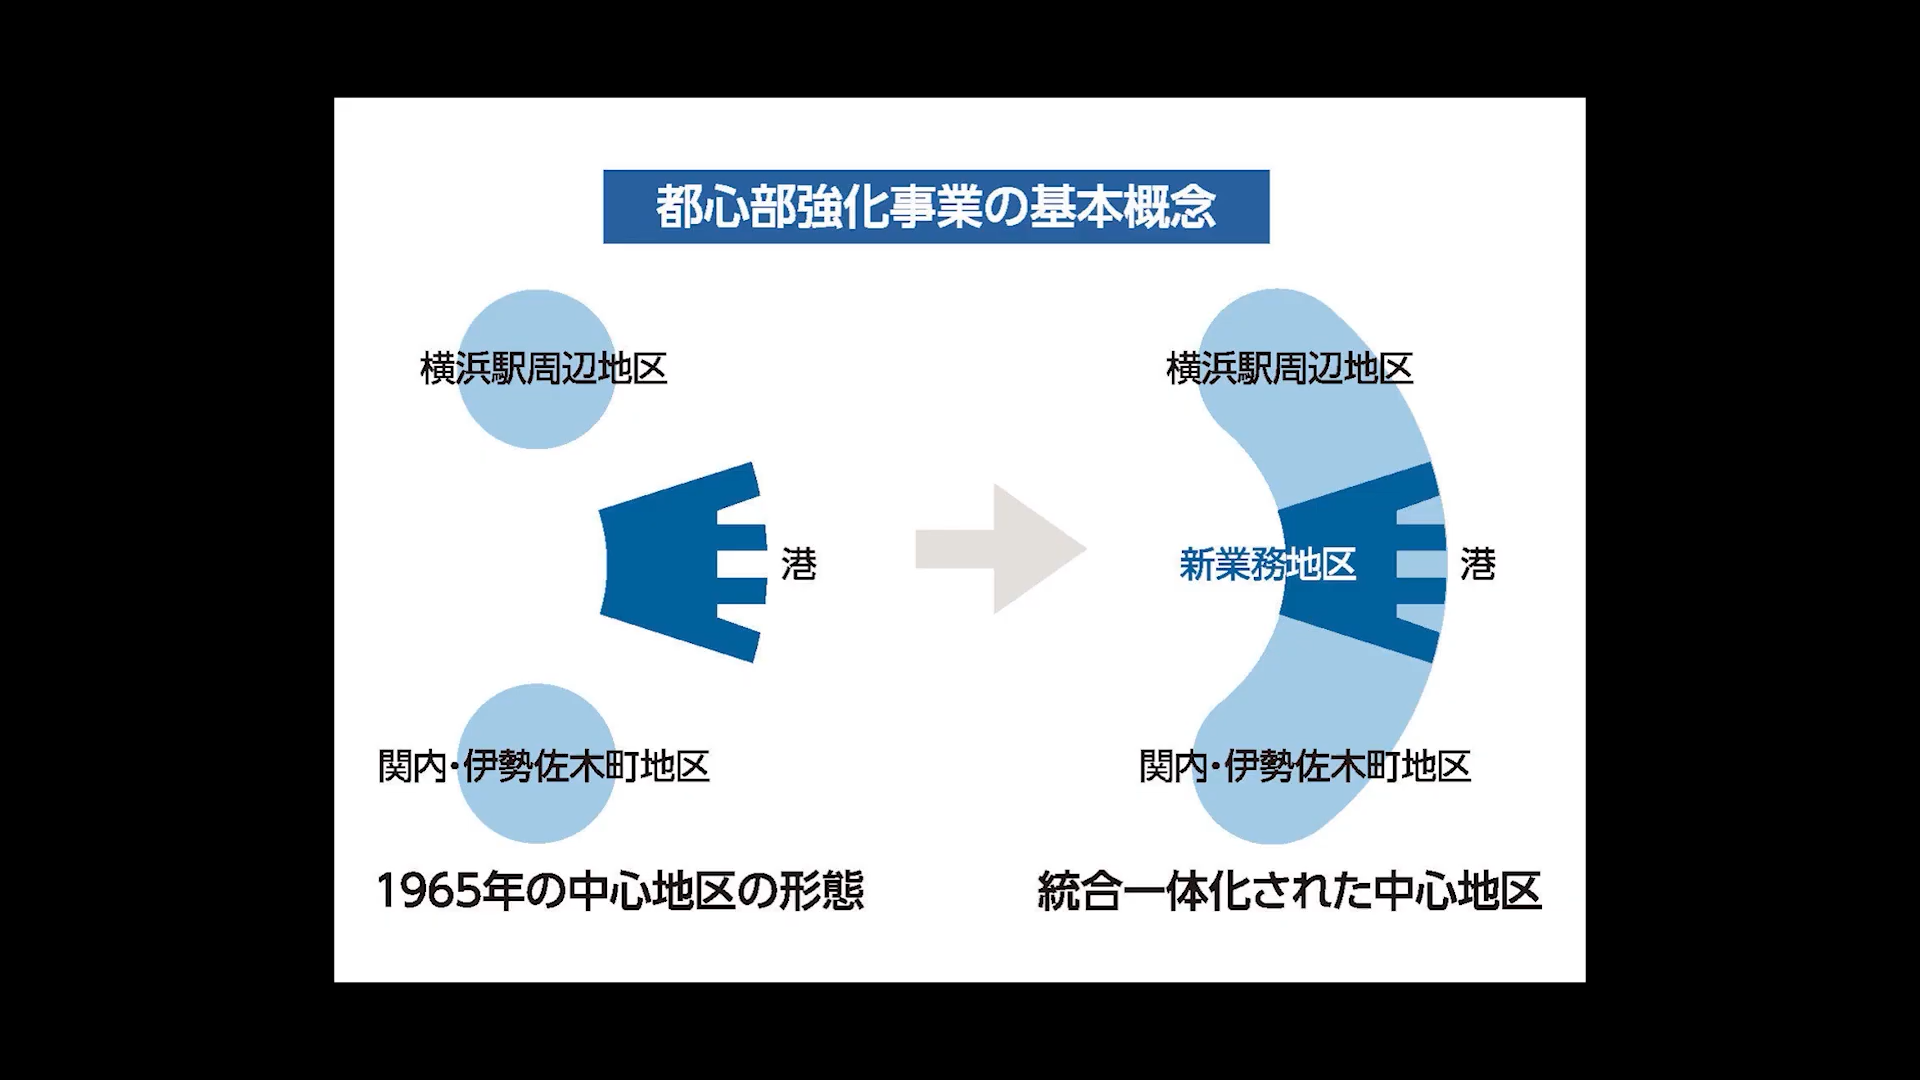 都心部強化事業の基本概念
横浜駅周辺地区
港
関内・伊勢佐木町地区
1965年の中心地区の形態
横浜駅周辺地区
新業務地区
港
関内・伊勢佐木町地区
統合一体化された中心地区